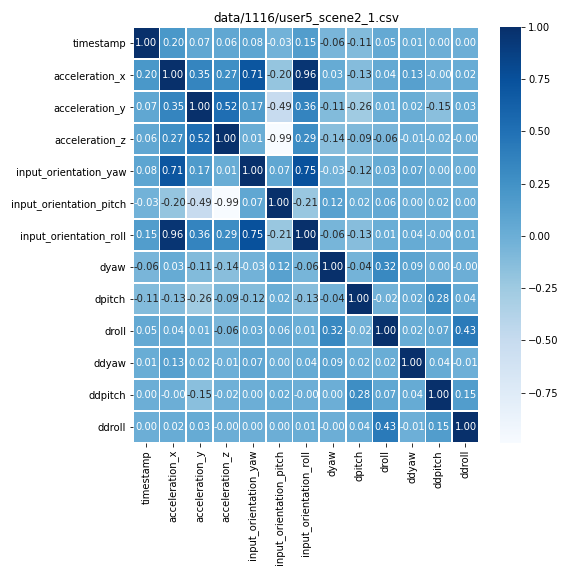 data/1116/user5_scene2_1.csv
timestamp 1.00 0.20 0.07 0.06 0.08 -0.03 0.15 -0.06 -0.11 0.05 0.01 0.00 0.00
acceleration_x 0.20 1.00 0.35 0.27 0.71 -0.20 0.96 0.03 -0.13 0.04 0.13 -0.00 0.02
acceleration_y 0.07 0.35 1.00 0.52 0.17 -0.49 0.36 -0.11 -0.26 0.01 0.02 -0.15 0.03
acceleration_z 0.06 0.27 0.52 1.00 0.01 -0.99 0.29 -0.14 -0.09 -0.06 -0.01 -0.02 -0.00
input_orientation_yaw 0.08 0.71 0.17 0.01 1.00 0.07 0.75 -0.03 -0.12 0.03 0.07 0.00 0.00
input_orientation_pitch -0.03 -0.20 -0.49 -0.99 0.07 1.00 -0.21 0.12 0.02 0.06 0.00 0.02 0.00
input_orientation_roll 0.15 0.96 0.36 0.29 0.75 -0.21 1.00 -0.06 -0.13 0.01 0.04 -0.00 0.01
dyaw -0.06 0.03 -0.11 -0.14 -0.03 0.12 -0.06 1.00 -0.04 0.32 0.09 0.00 -0.00
dpitch -0.11 -0.13 -0.26 -0.09 -0.12 0.02 -0.13 -0.04 1.00 -0.02 0.02 0.28 0.04
droll 0.05 0.04 0.01 -0.06 0.03 0.06 0.01 0.32 -0.02 1.00 0.02 0.07 0.43
ddyaw 0.01 0.13 0.02 -0.01 0.07 0.00 0.04 0.09 0.02 0.02 1.00 0.04 -0.01
ddpitch 0.00 -0.00 -0.15 -0.02 0.00 0.02 -0.00 0.00 0.28 0.07 0.04 1.00 0.15
ddroll 0.00 0.02 0.03 -0.00 0.00 0.00 0.01 -0.00 0.04 0.43 -0.01 0.15 1.00
timestamp
acceleration_x
acceleration_y
acceleration_z
input_orientation_yaw
input_orientation_pitch
input_orientation_roll
dyaw
dpitch
droll
ddyaw
ddpitch
ddroll
1.00
0.75
0.50
0.25
0.00
−0.25
−0.50
−0.75